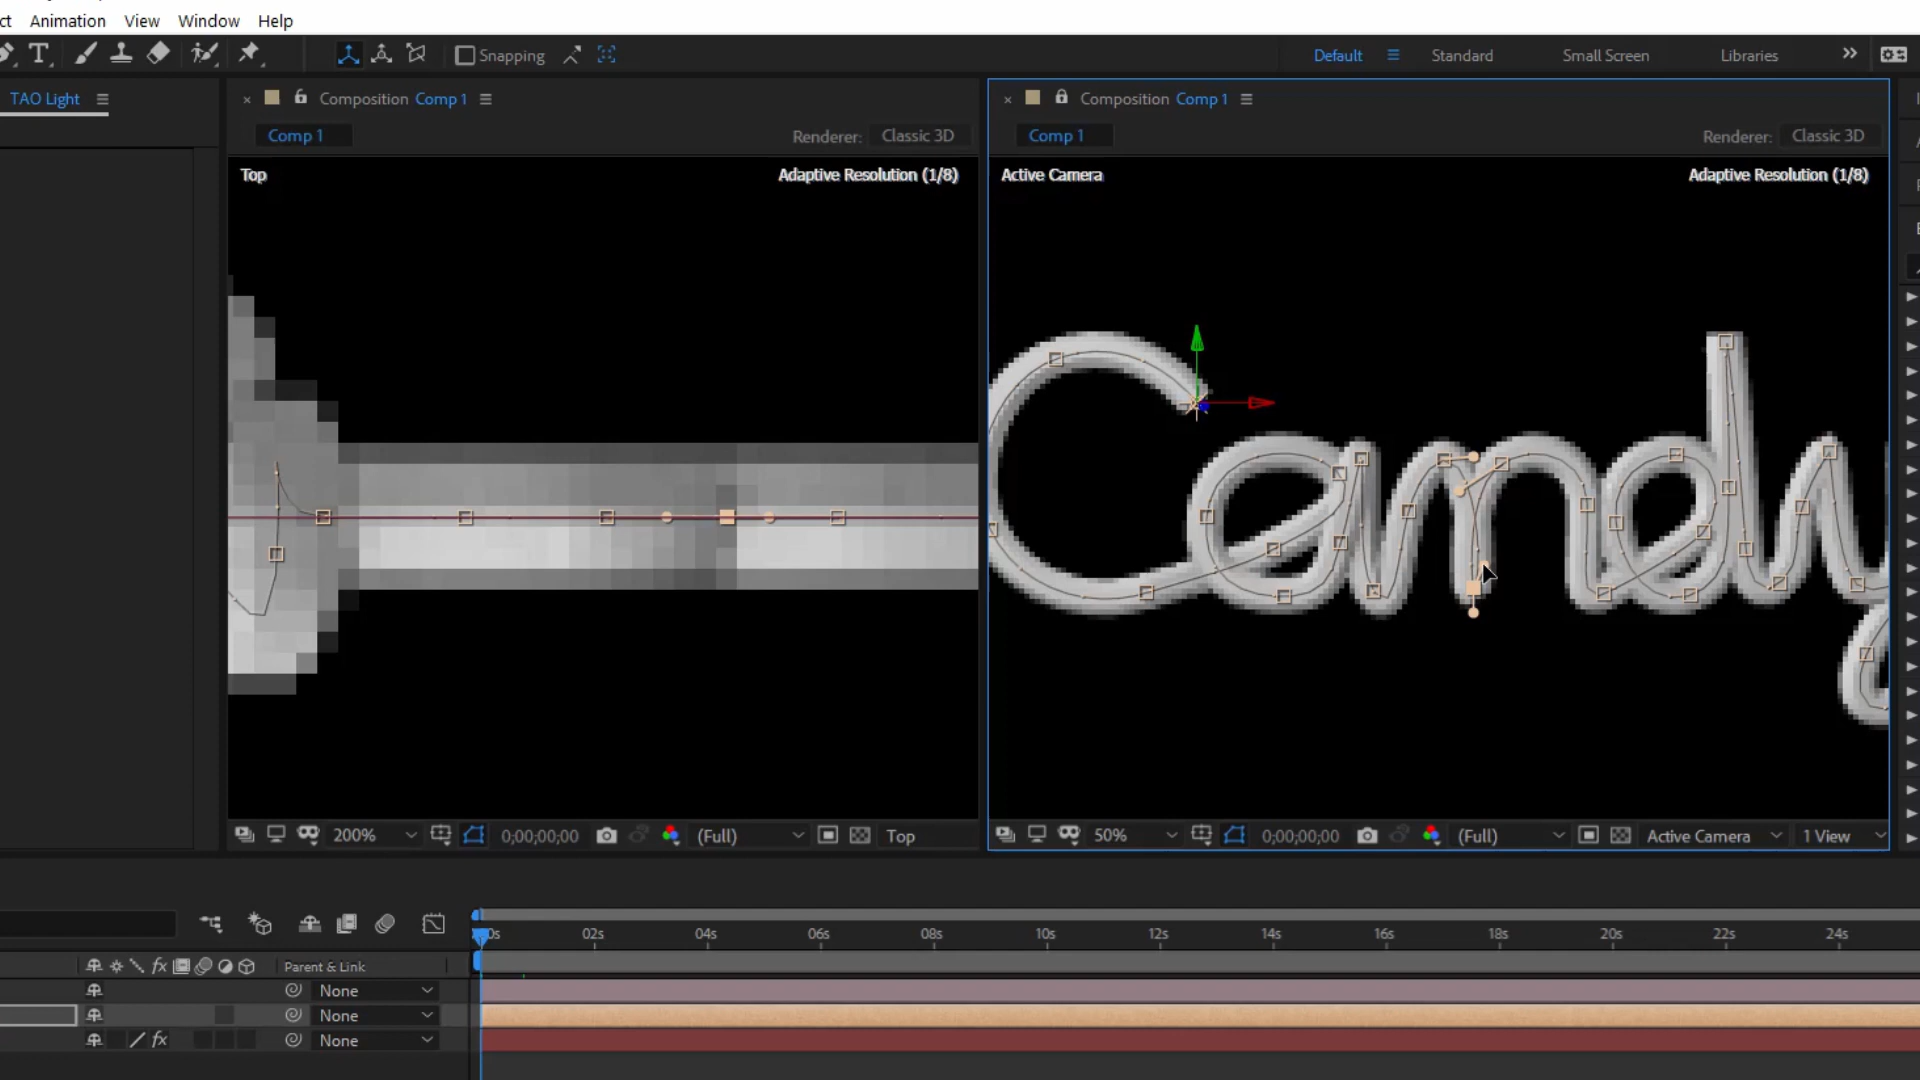 ct Animation View Window Help
T Snapping Default Standard Small Screen Libraries
TAO Light
Composition Comp 1
Comp 1 Renderer: Classic 3D
Top Adaptive Resolution (1/8)
200% 0;00;00;00 (Full) Top
Composition Comp 1
Comp 1 Renderer: Classic 3D
Active Camera Adaptive Resolution (1/8)
Candy
50% 0;00;00;00 (Full) Active Camera 1 View
0s 02s 04s 06s 08s 10s 12s 14s 16s 18s 20s 22s 24s
fx Parent & Link
None
None
fx None